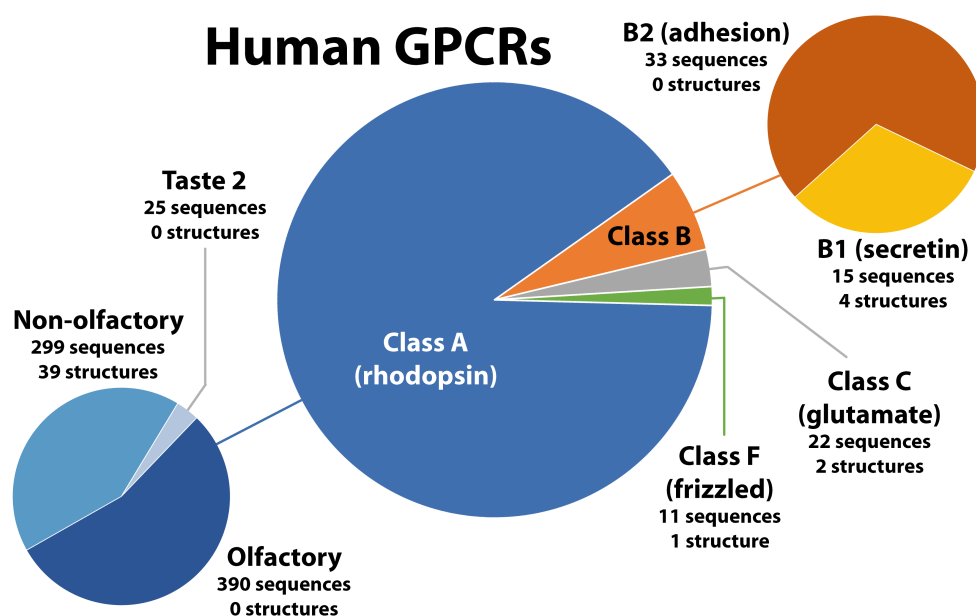 Human GPCRs
B2 (adhesion)
33 sequences
0 structures
Taste 2
25 sequences
0 structures
Class B
B1 (secretin)
15 sequences
4 structures
Non-olfactory
299 sequences
39 structures
Class A
(rhodopsin)
Class C
(glutamate)
22 sequences
2 structures
Class F
(frizzled)
11 sequences
1 structure
Olfactory
390 sequences
0 structures